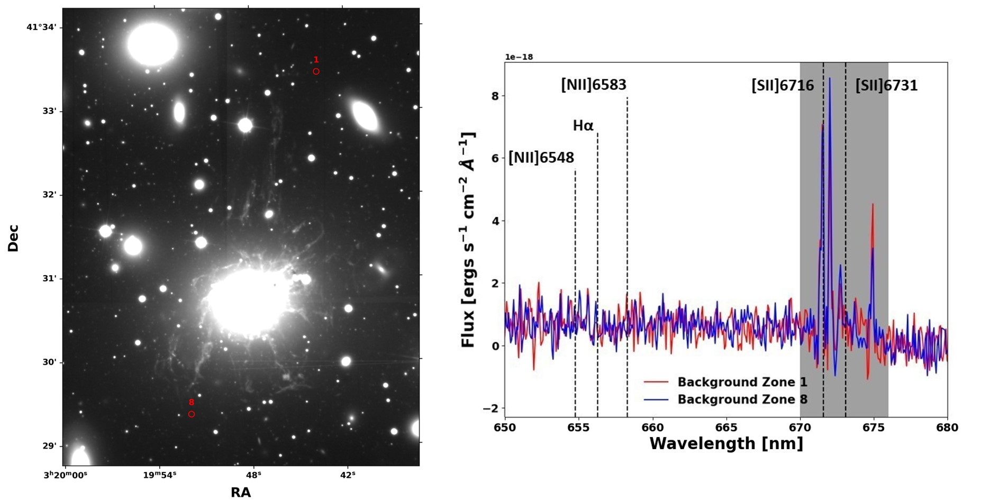 41°34'
33'
32'
31'
30'
29'
Dec
3ʰ20ᵐ00ˢ
19ᵐ54ˢ
48ˢ
42ˢ
RA
1
8
1e−18
[NII]6583
[SII]6716
[SII]6731
Hα
[NII]6548
8
6
4
2
0
−2
Flux [ergs s⁻¹ cm⁻² Å⁻¹]
Background Zone 1
Background Zone 8
650
655
660
665
670
675
680
Wavelength [nm]